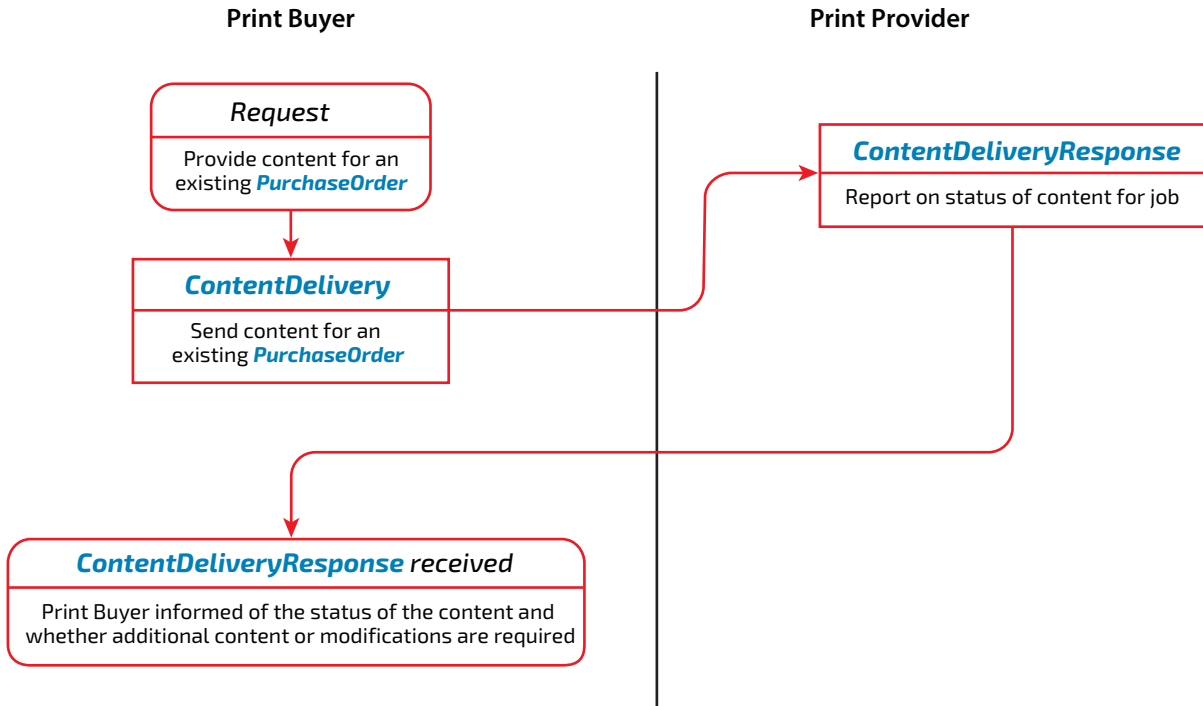 Print Buyer
Print Provider
Request
Provide content for an
existing PurchaseOrder
ContentDelivery
Send content for an
existing PurchaseOrder
ContentDeliveryResponse
Report on status of content for job
ContentDeliveryResponse received
Print Buyer informed of the status of the content and
whether additional content or modifications are required